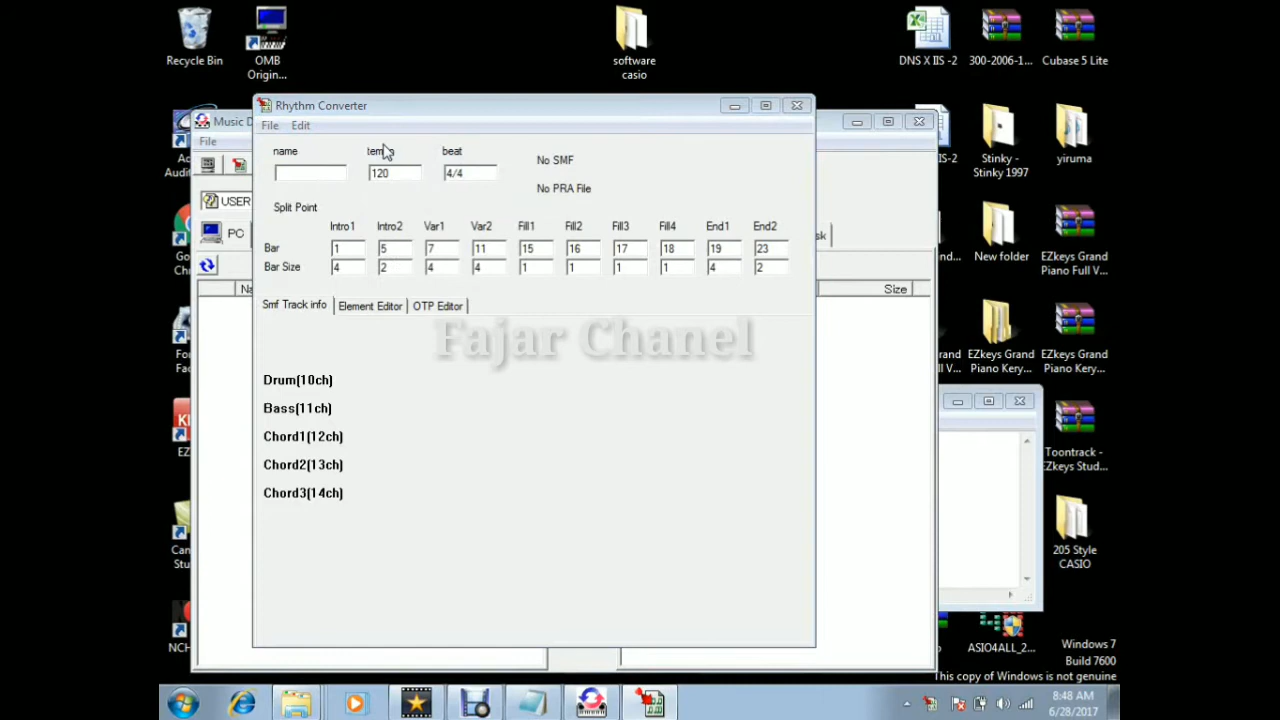 Recycle Bin
OMB
Origin...
software
casio
DNS X IIS -2
300-2006-1...
Cubase 5 Lite
Rhythm Converter
File
Edit
name
beat
120
4/4
No SMF
No PRA File
Split Point
Intro1
Intro2
Var1
Var2
Fill1
Fill2
Fill3
Fill4
End1
End2
Bar
1
5
7
11
15
16
17
18
19
23
Bar Size
4
2
4
4
1
1
1
1
4
2
Smf Track info
Element Editor
OTP Editor
Fajar Chanel
Drum(10ch)
Bass(11ch)
Chord1(12ch)
Chord2(13ch)
Chord3(14ch)
Music D
File
USER
PC
Na
Size
Stinky -
Stinky 1997
yiruma
New folder
EZkeys Grand
Piano Full V...
EZkeys Grand
Piano Kery...
EZkeys Grand
Piano Kery...
Toontrack -
EZkeys Stud...
205 Style
CASIO
ASIO4ALL_2...
Windows 7
Build 7600
This copy of Windows is not genuine
8:48 AM
6/28/2017